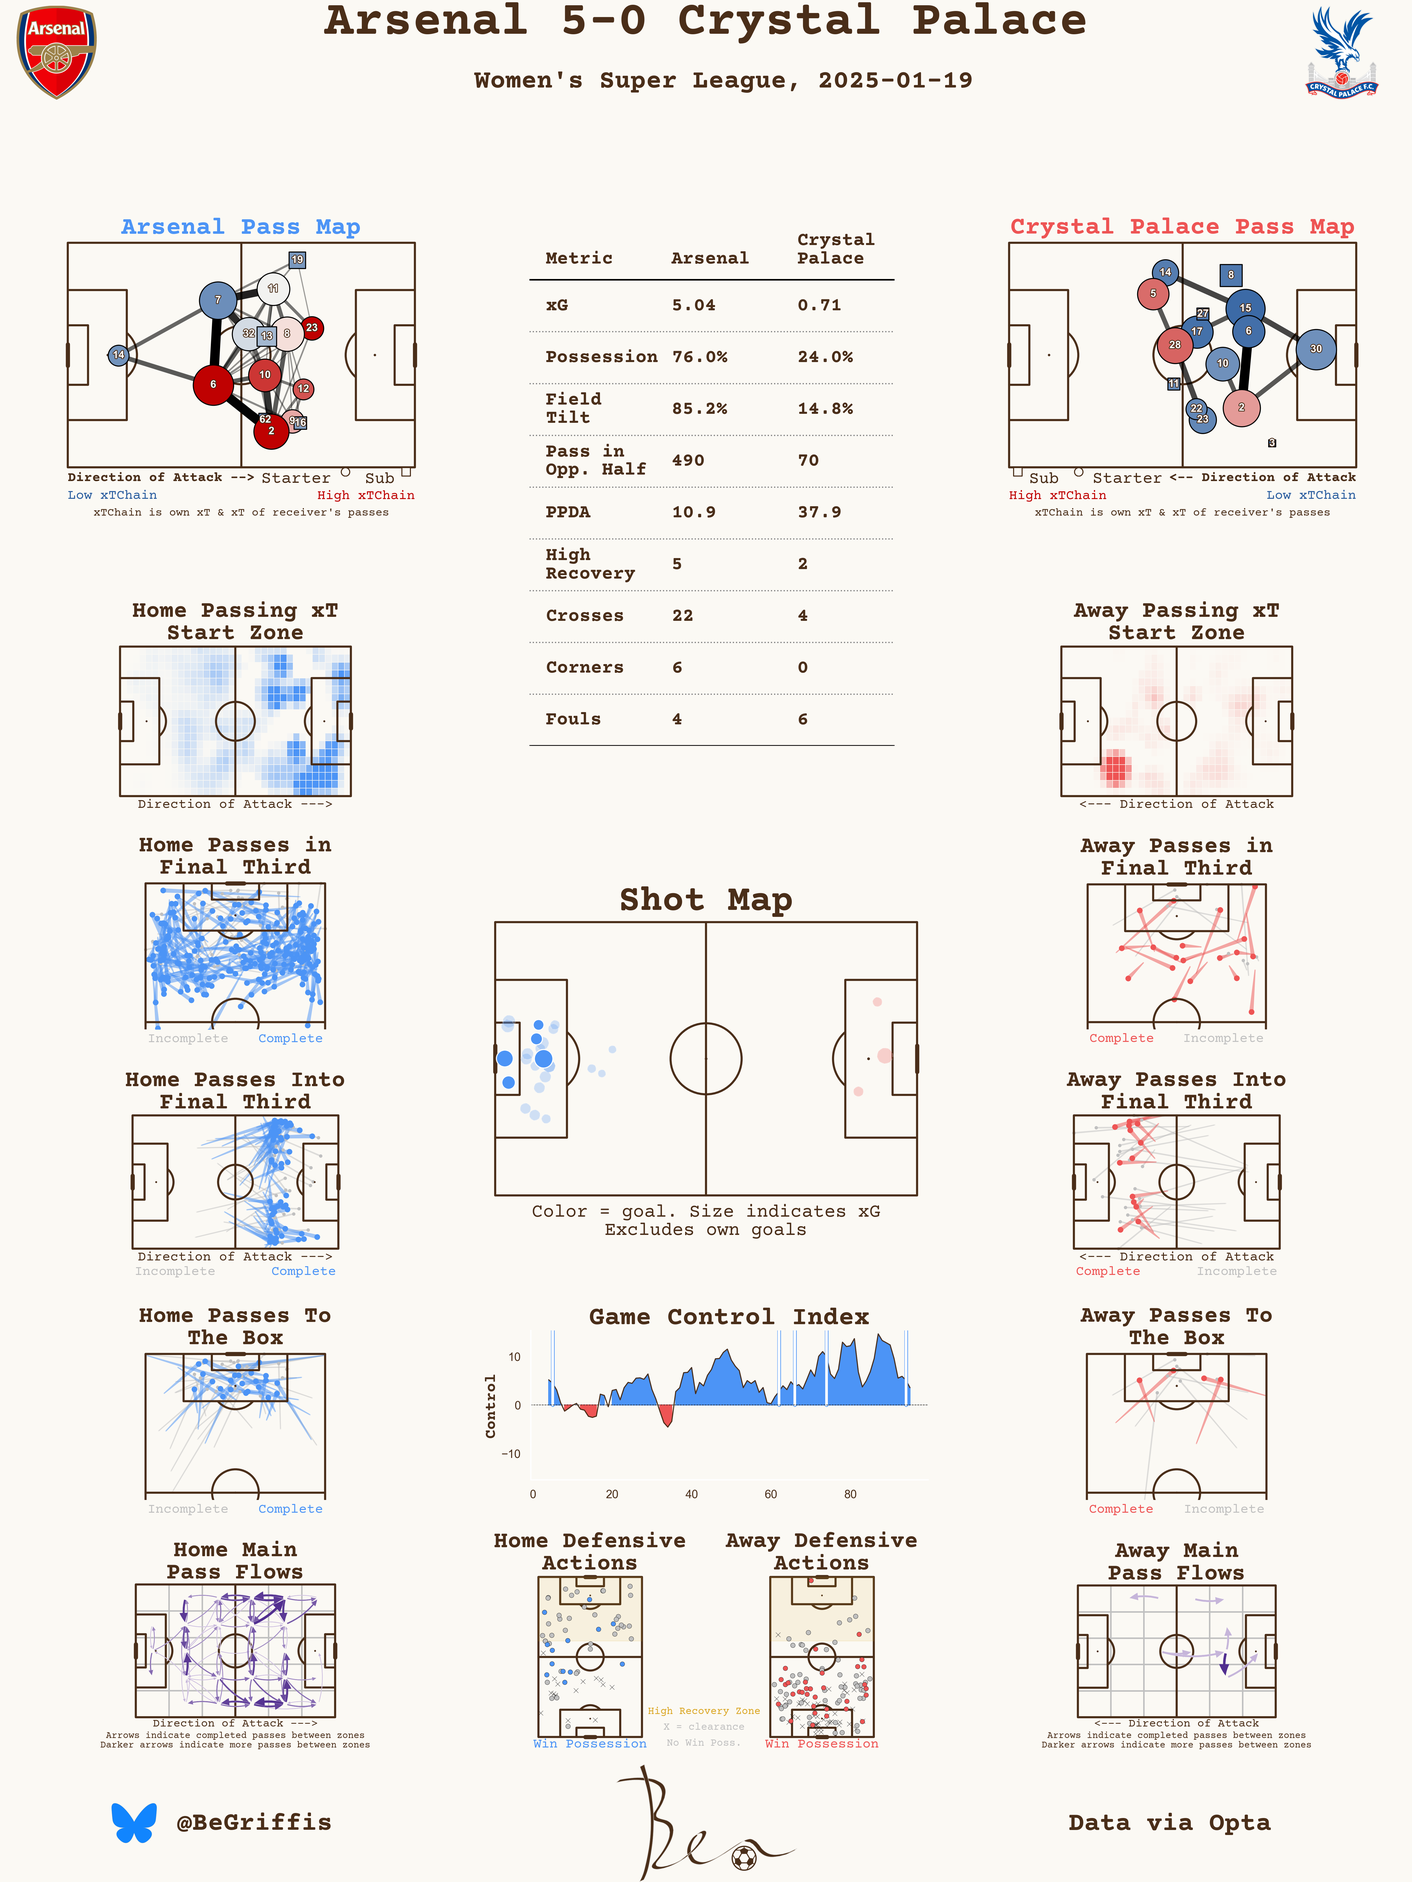 Arsenal 5-0 Crystal Palace
Women's Super League, 2025-01-19
Arsenal
CRYSTAL PALACE F.C.
Arsenal Pass Map
19
11
7
32
13
8
23
14
10
6
12
62
9
16
2
Direction of Attack --> Starter Sub
Low xTChain High xTChain
xTChain is own xT & xT of receiver's passes
Metric Arsenal Crystal Palace
xG 5.04 0.71
Possession 76.0% 24.0%
Field Tilt 85.2% 14.8%
Pass in Opp. Half 490 70
PPDA 10.9 37.9
High Recovery 5 2
Crosses 22 4
Corners 6 0
Fouls 4 6
Crystal Palace Pass Map
14
8
5
27
15
17
6
28
30
10
11
22
23
2
3
Sub Starter <-- Direction of Attack
High xTChain Low xTChain
xTChain is own xT & xT of receiver's passes
Home Passing xT
Start Zone
Direction of Attack --->
Away Passing xT
Start Zone
<--- Direction of Attack
Home Passes in
Final Third
Incomplete Complete
Away Passes in
Final Third
Complete Incomplete
Shot Map
Color = goal. Size indicates xG
Excludes own goals
Home Passes Into
Final Third
Direction of Attack --->
Incomplete Complete
Away Passes Into
Final Third
<--- Direction of Attack
Complete Incomplete
Home Passes To
The Box
Incomplete Complete
Game Control Index
Control
10
0
−10
0 20 40 60 80
Away Passes To
The Box
Complete Incomplete
Home Main
Pass Flows
Direction of Attack --->
Arrows indicate completed passes between zones
Darker arrows indicate more passes between zones
Home Defensive
Actions
Win Possession
High Recovery Zone
X = clearance
No Win Poss.
Away Defensive
Actions
Win Possession
Away Main
Pass Flows
<--- Direction of Attack
Arrows indicate completed passes between zones
Darker arrows indicate more passes between zones
@BeGriffis
Ben
Data via Opta